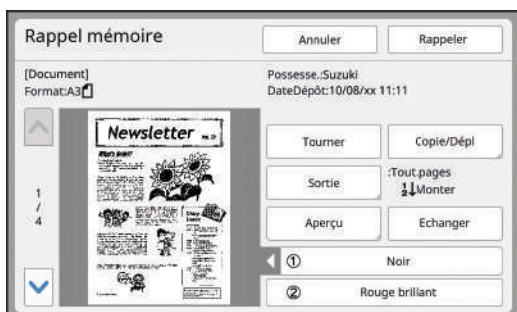 Rappel mémoire
Annuler
Rappeler
[Document]
Format:A3
Possesse.:Suzuki
DateDépôt:10/08/xx 11:11
Newsletter
Tourner
Copie/Dépl
Sortie
:Tout.pages
Monter
1
/
4
Aperçu
Echanger
① Noir
② Rouge brillant